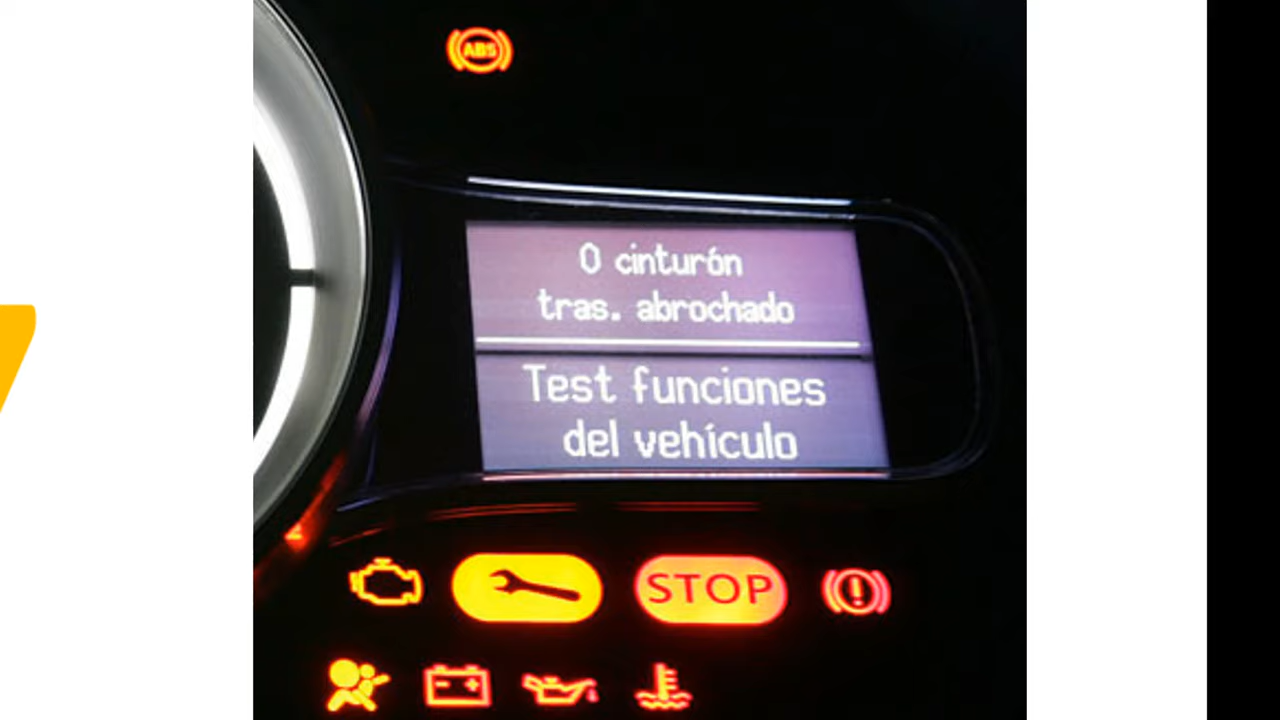 ABS
0 cinturón
tras. abrochado
Test funciones
del vehículo
STOP